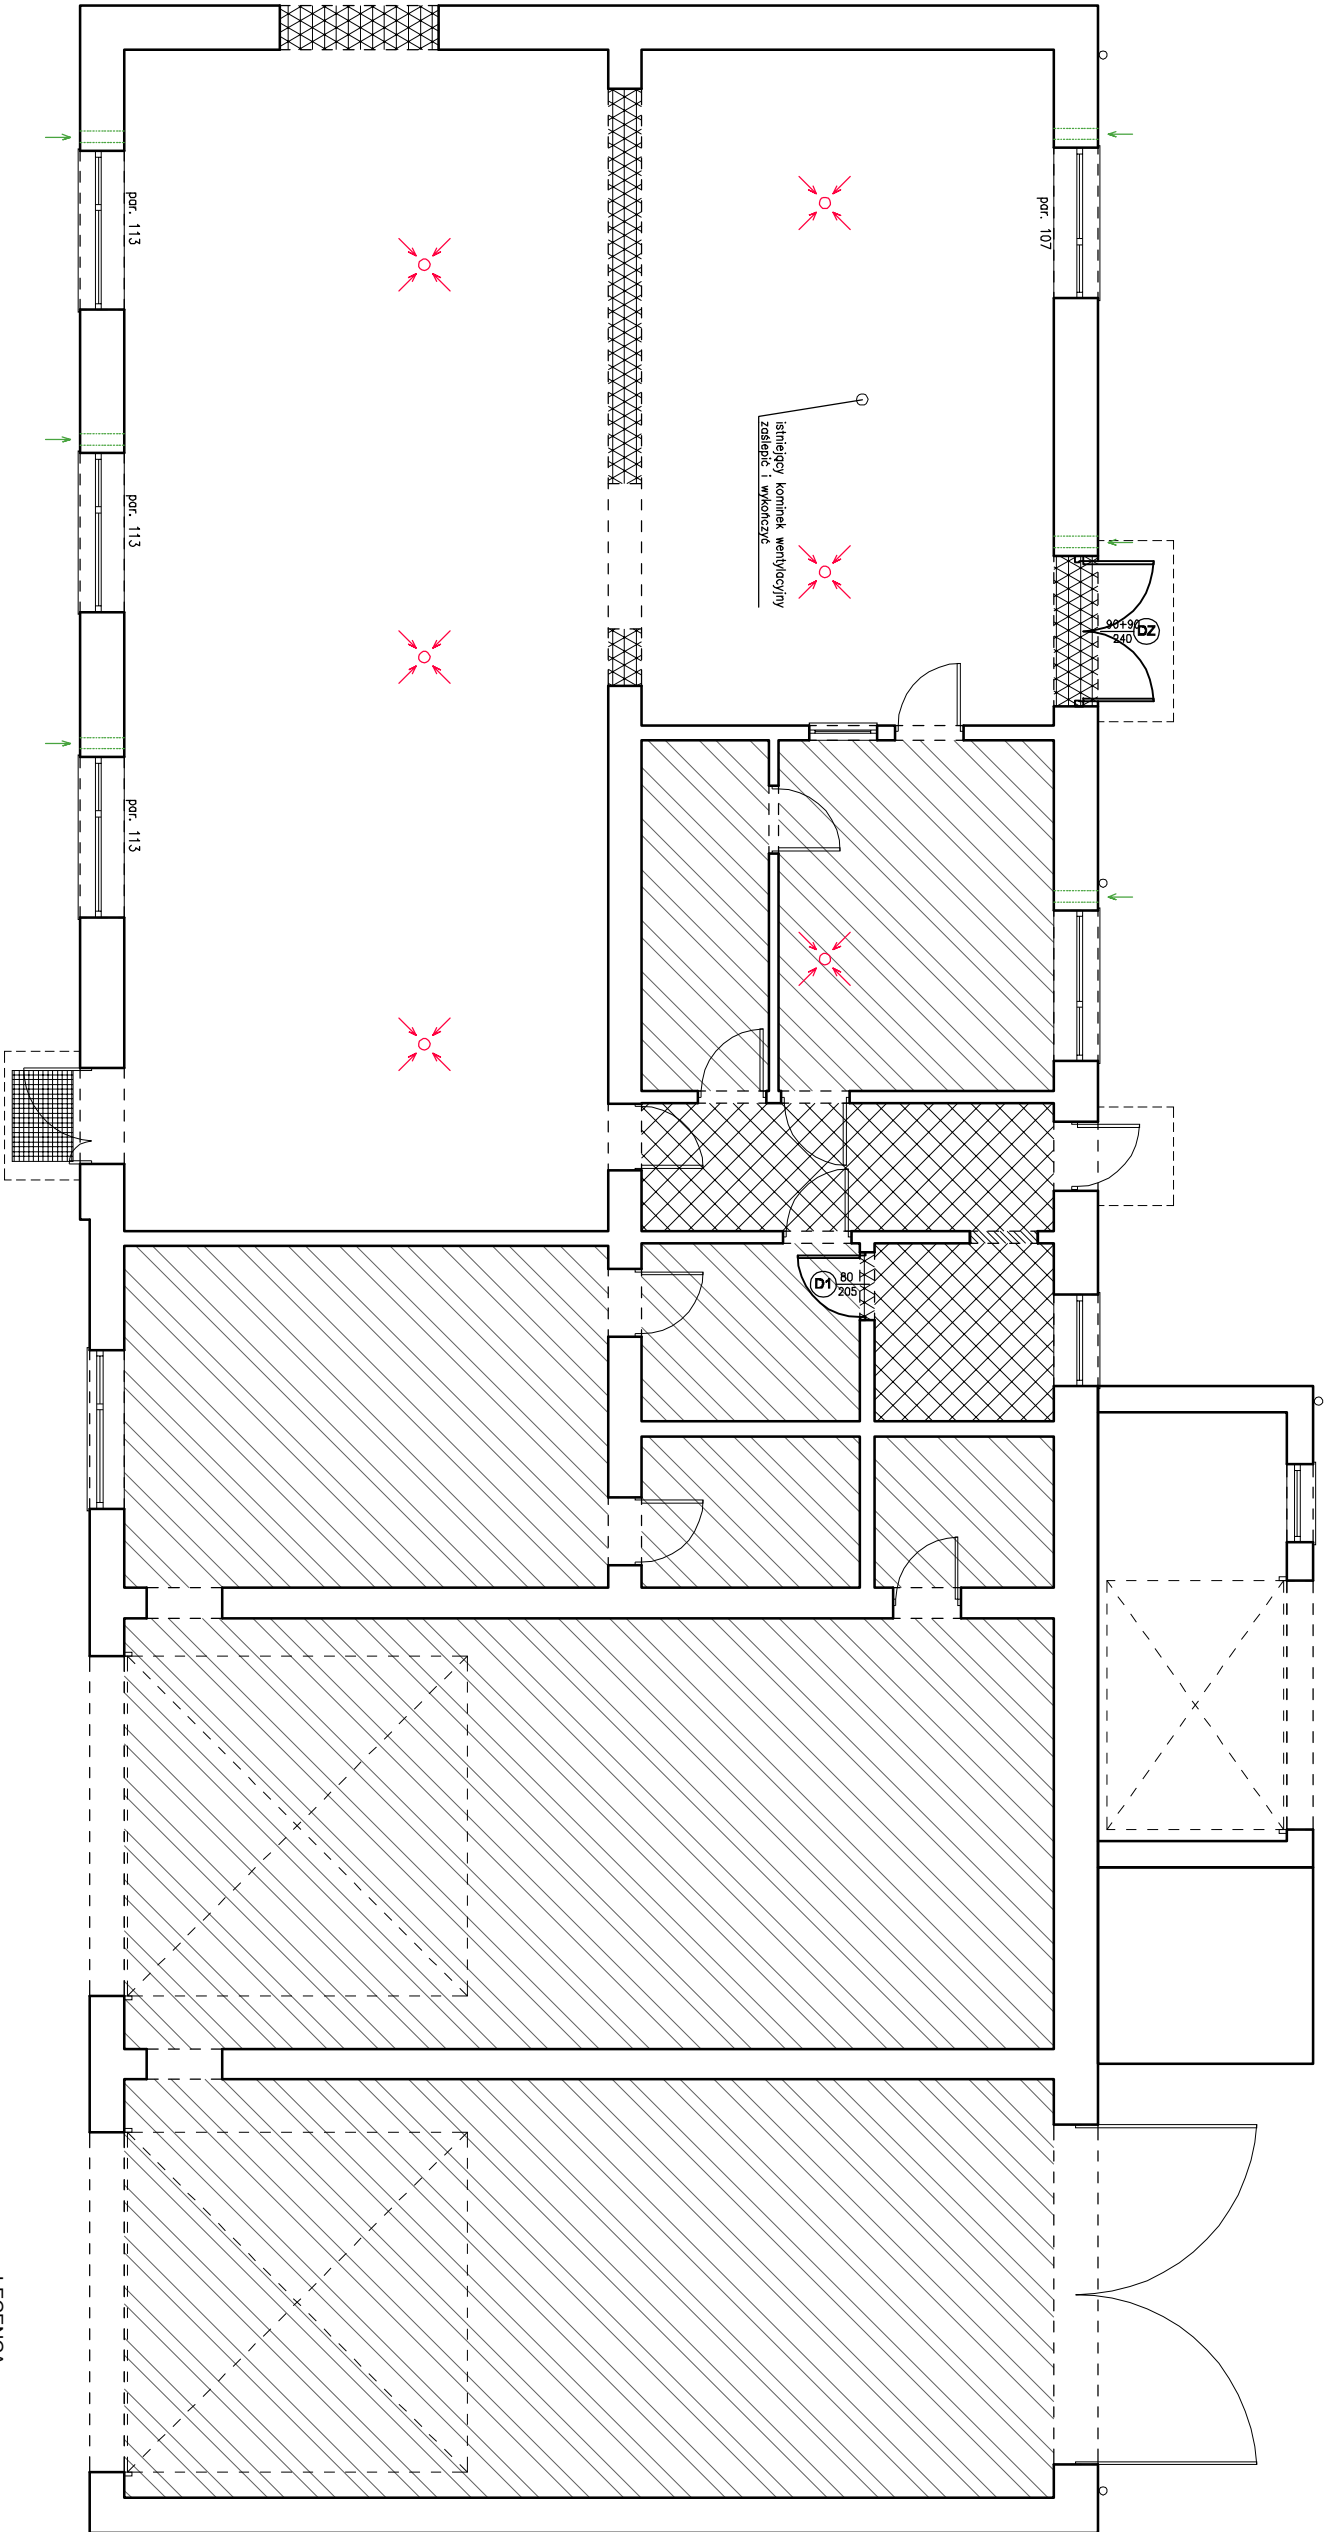 par. 107
par. 113
istniejący kominek wentylacyjny
zaślepić i wykończyć
par. 113
90+90
240
DZ
par. 113
D1
80
205
LEGENDA